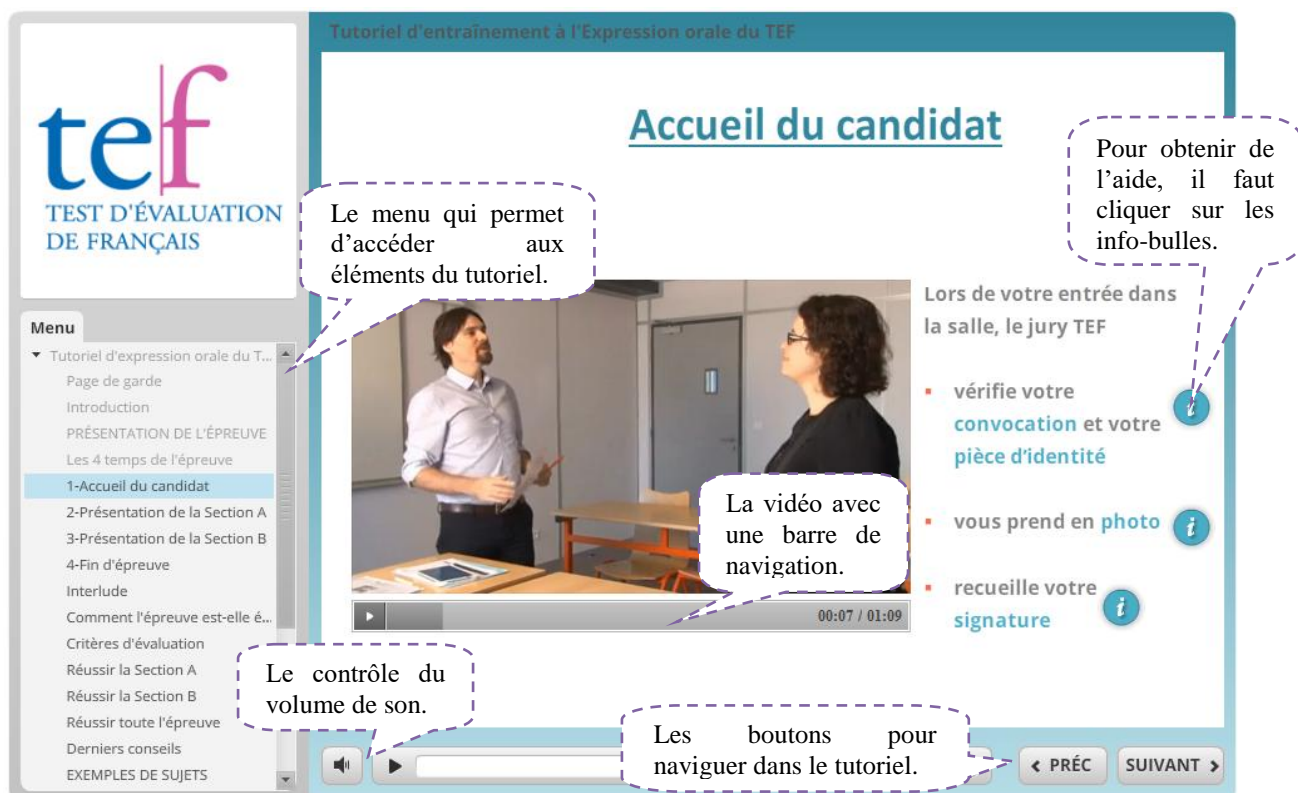 tef
TEST D'ÉVALUATION
DE FRANÇAIS
Menu
Tutoriel d'expression orale du T...
Page de garde
Introduction
PRÉSENTATION DE L'ÉPREUVE
Les 4 temps de l'épreuve
1-Accueil du candidat
2-Présentation de la Section A
3-Présentation de la Section B
4-Fin d'épreuve
Interlude
Comment l'épreuve est-elle é...
Critères d'évaluation
Réussir la Section A
Réussir la Section B
Réussir toute l'épreuve
Derniers conseils
EXEMPLES DE SUJETS
Tutoriel d'entraînement à l'Expression orale du TEF
Accueil du candidat
Pour obtenir de
l'aide, il faut
cliquer sur les
info-bulles.
Le menu qui permet
d'accéder aux
éléments du tutoriel.
Lors de votre entrée dans
la salle, le jury TEF
▪ vérifie votre
convocation et votre
pièce d'identité
▪ vous prend en photo
▪ recueille votre
signature
i
i
i
La vidéo avec
une barre de
navigation.
00:07 / 01:09
Le contrôle du
volume de son.
Les boutons pour
naviguer dans le tutoriel.
PRÉC
SUIVANT